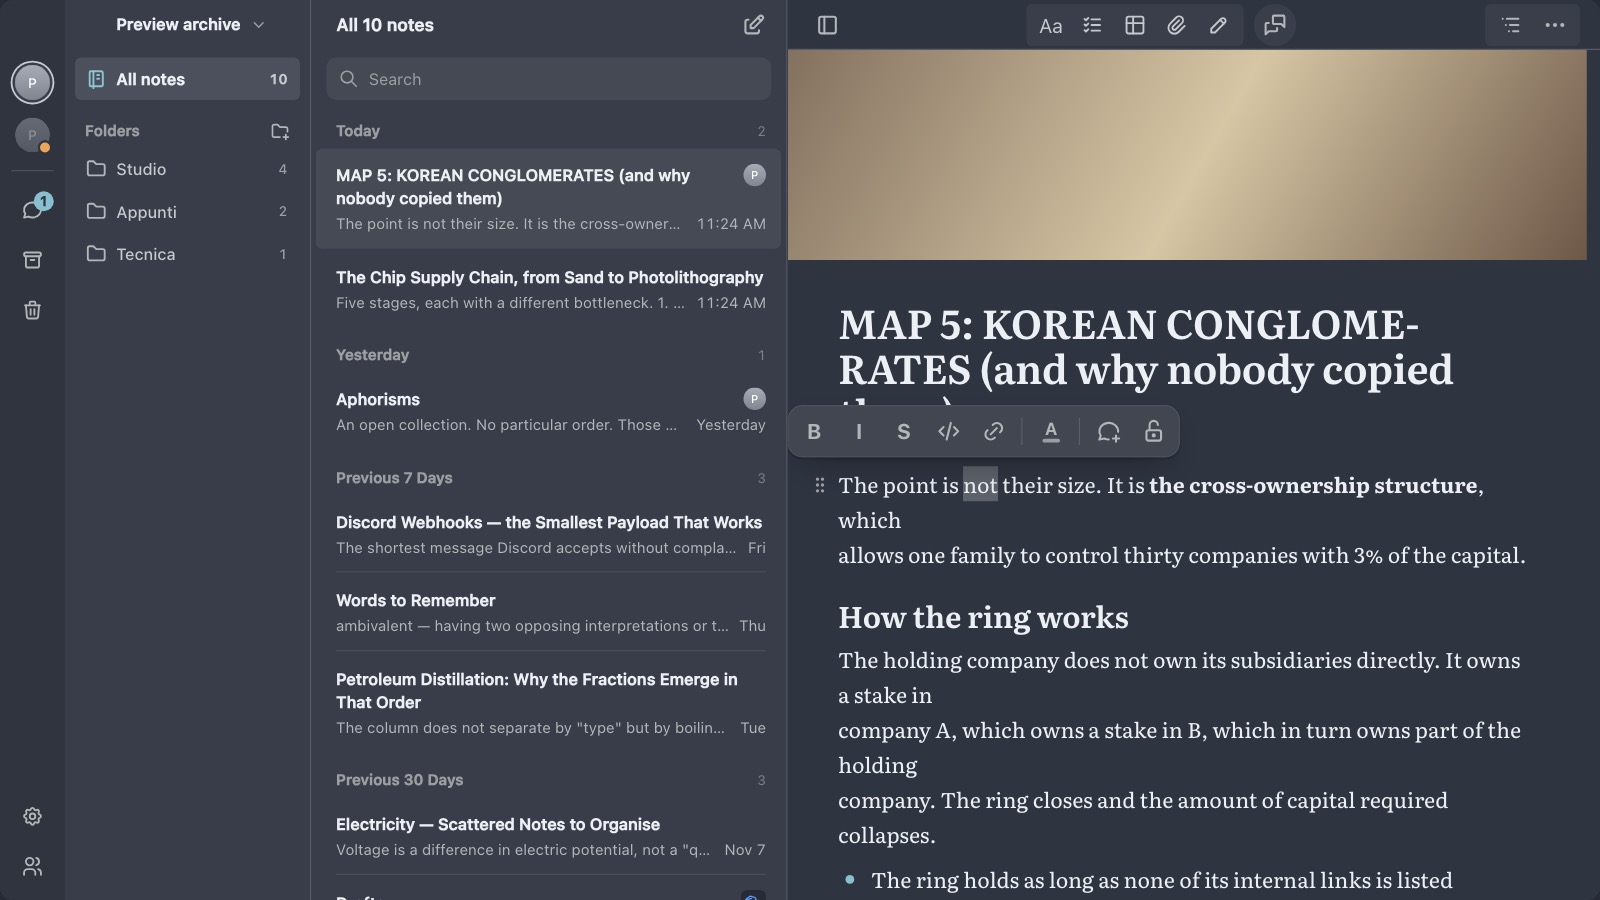 Preview archive
All notes 10
Folders
Studio 4
Appunti 2
Tecnica 1
P
P
1
All 10 notes
Search
Today 2
MAP 5: KOREAN CONGLOMERATES (and why
nobody copied them)
P
The point is not their size. It is the cross-owner... 11:24 AM
The Chip Supply Chain, from Sand to Photolithography
Five stages, each with a different bottleneck. 1. ... 11:24 AM
Yesterday 1
Aphorisms P
An open collection. No particular order. Those ... Yesterday
Previous 7 Days 3
Discord Webhooks — the Smallest Payload That Works
The shortest message Discord accepts without compla... Fri
Words to Remember
ambivalent — having two opposing interpretations or t... Thu
Petroleum Distillation: Why the Fractions Emerge in
That Order
The column does not separate by "type" but by boilin... Tue
Previous 30 Days 3
Electricity — Scattered Notes to Organise
Voltage is a difference in electric potential, not a "q... Nov 7
Aa
MAP 5: KOREAN CONGLOME-
RATES (and why nobody copied
B I S A
The point is not their size. It is the cross-ownership structure,
which
allows one family to control thirty companies with 3% of the capital.
How the ring works
The holding company does not own its subsidiaries directly. It owns
a stake in
company A, which owns a stake in B, which in turn owns part of the
holding
company. The ring closes and the amount of capital required
collapses.
The ring holds as long as none of its internal links is listed